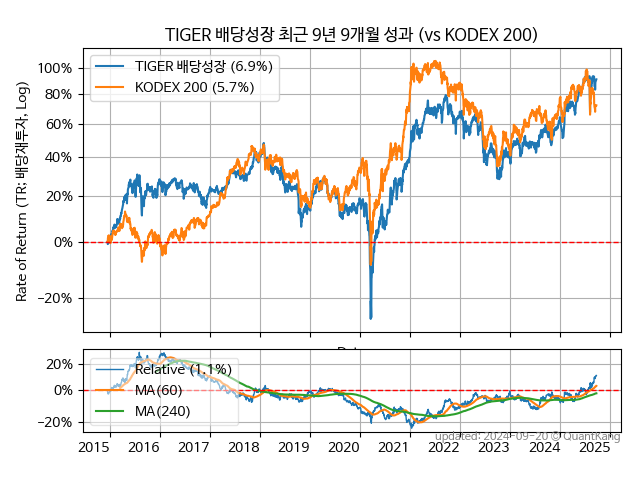 TIGER 배당성장 최근 9년 9개월 성과 (vs KODEX 200)
Rate of Return (TR: 배당재투자, Log)
100%
80%
60%
40%
20%
0%
−20%
TIGER 배당성장 (6.9%)
KODEX 200 (5.7%)
20%
0%
−20%
Relative (1.1%)
MA(60)
MA(240)
2015 2016 2017 2018 2019 2020 2021 2022 2023 2024 2025
updated: 2024-09-20 © QuantKang